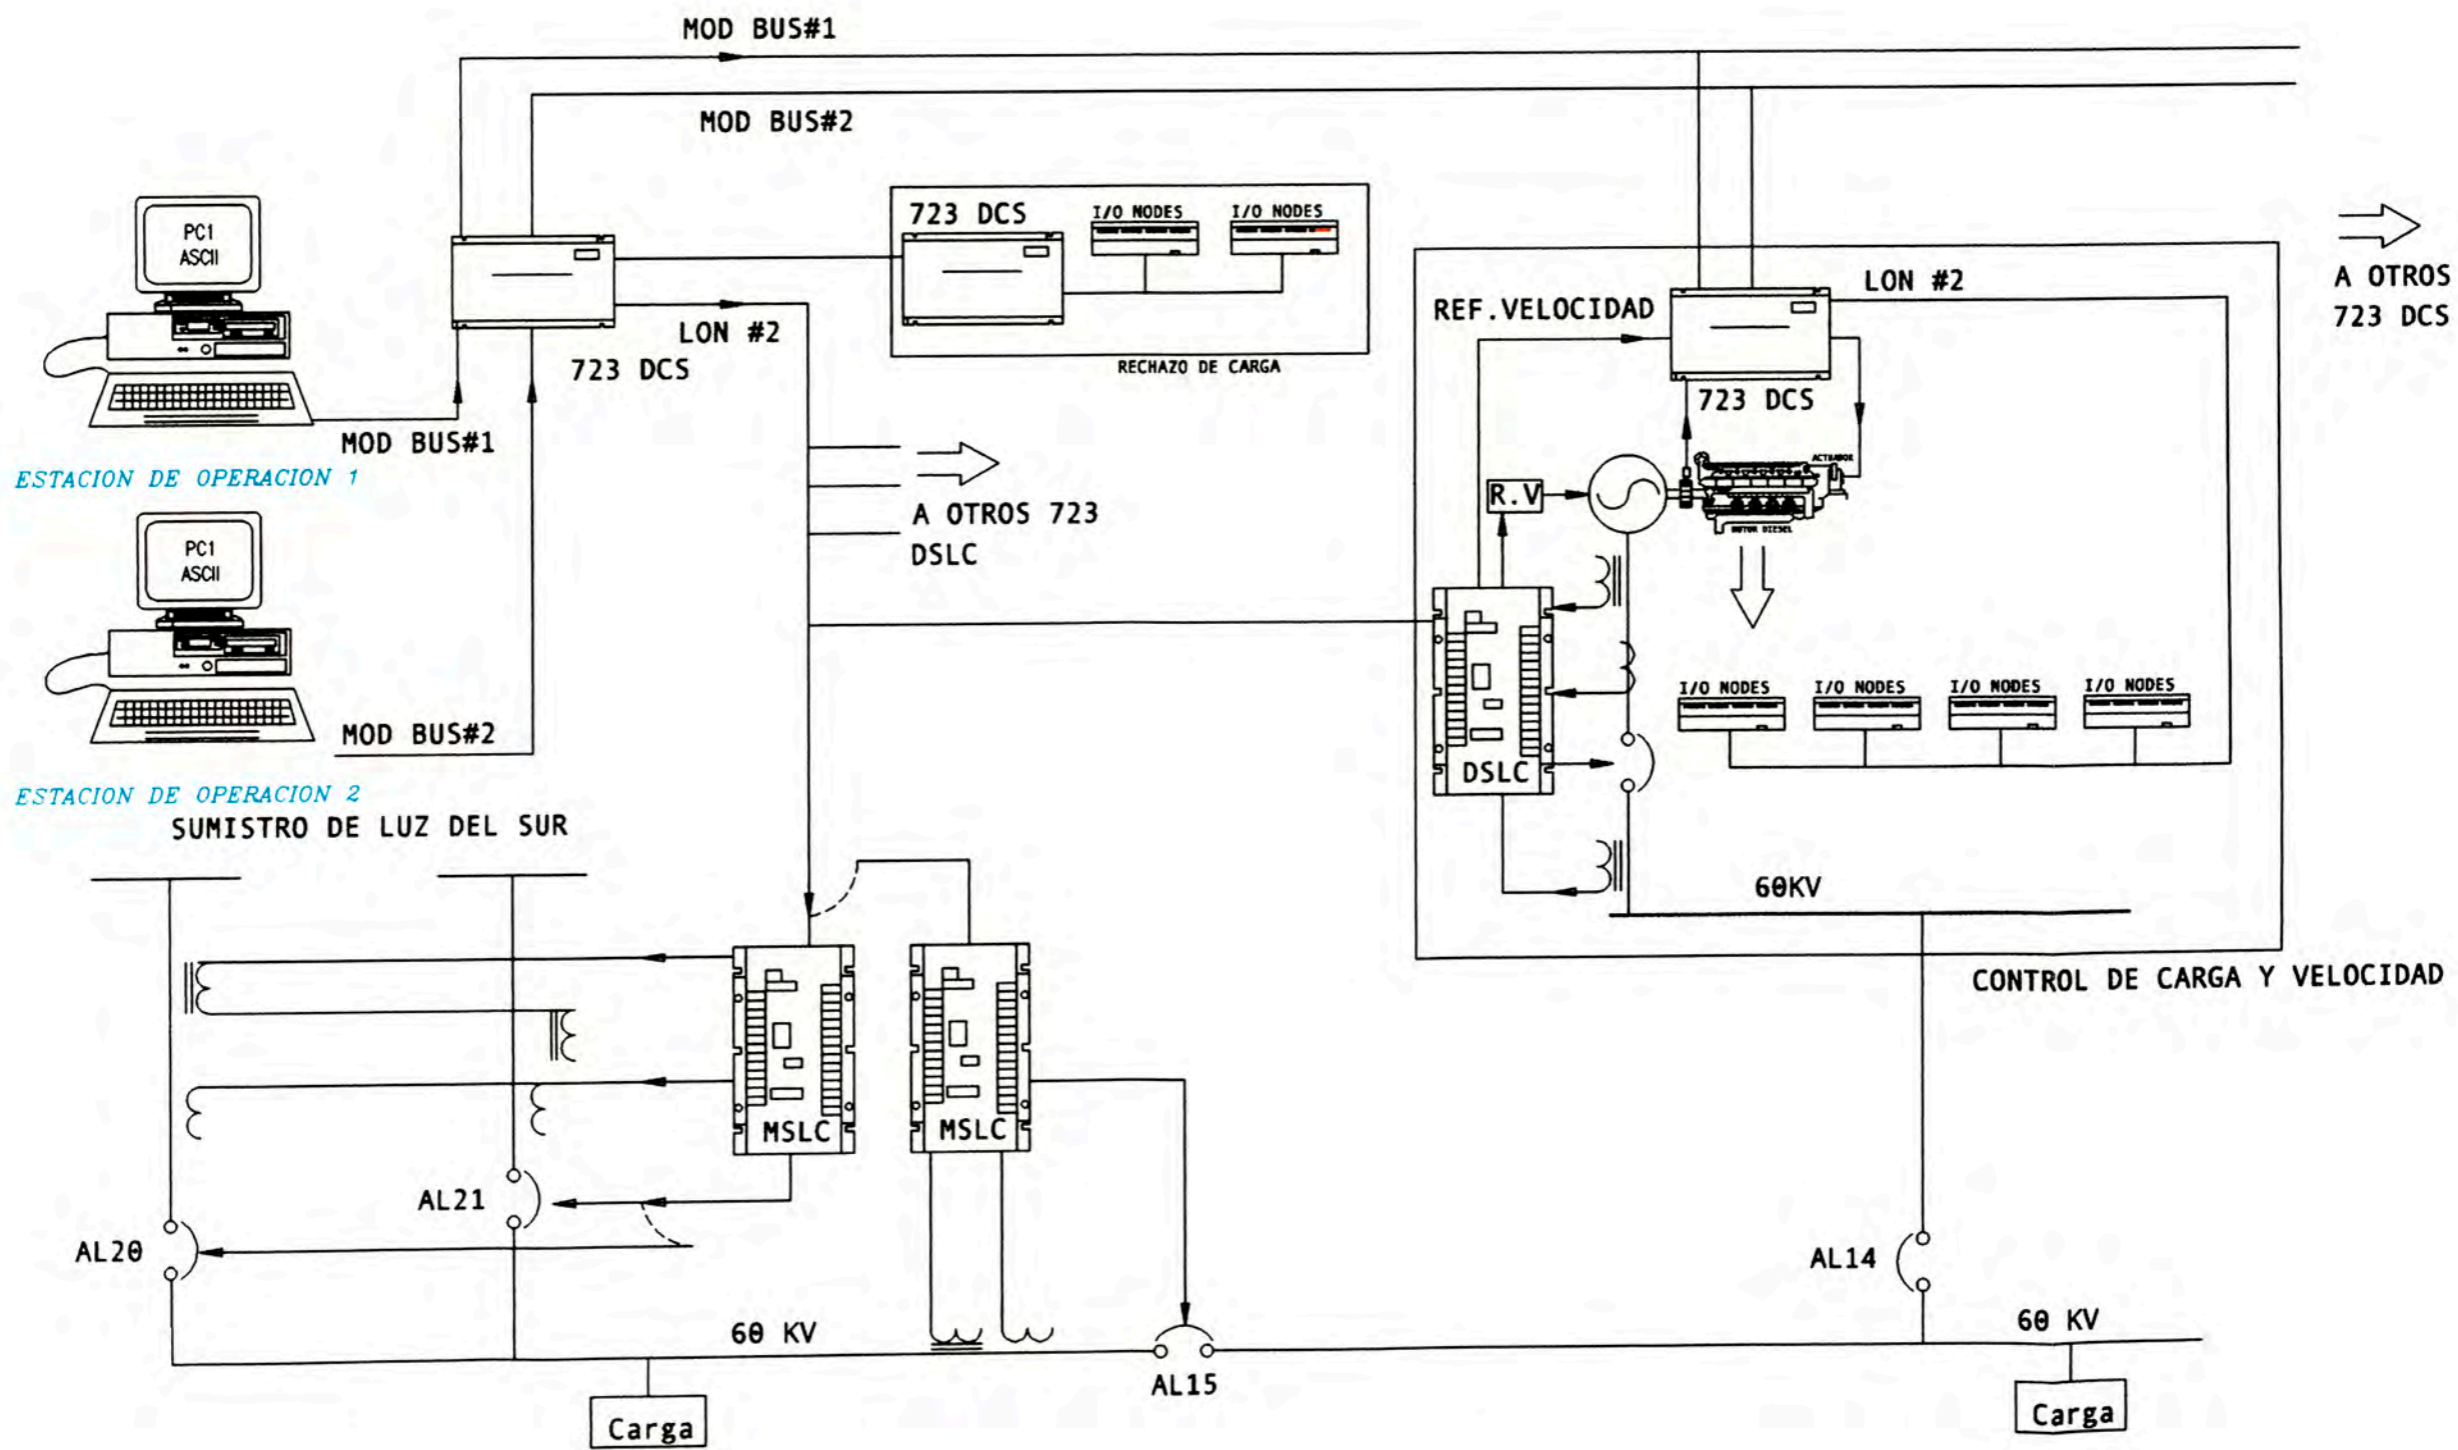 MOD BUS#1
MOD BUS#2
PC1
ASCII
723 DCS
I/O NODES
I/O NODES
RECHAZO DE CARGA
LON #2
723 DCS
MOD BUS#1
ESTACION DE OPERACION 1
PC1
ASCII
MOD BUS#2
ESTACION DE OPERACION 2
A OTROS 723
DSLC
REF.VELOCIDAD
LON #2
723 DCS
A OTROS
723 DCS
ACTUADOR
R.V
MOTOR DIESEL
I/O NODES
I/O NODES
I/O NODES
I/O NODES
DSLC
60KV
CONTROL DE CARGA Y VELOCIDAD
SUMISTRO DE LUZ DEL SUR
MSLC
MSLC
AL21
AL20
AL14
60 KV
AL15
60 KV
Carga
Carga